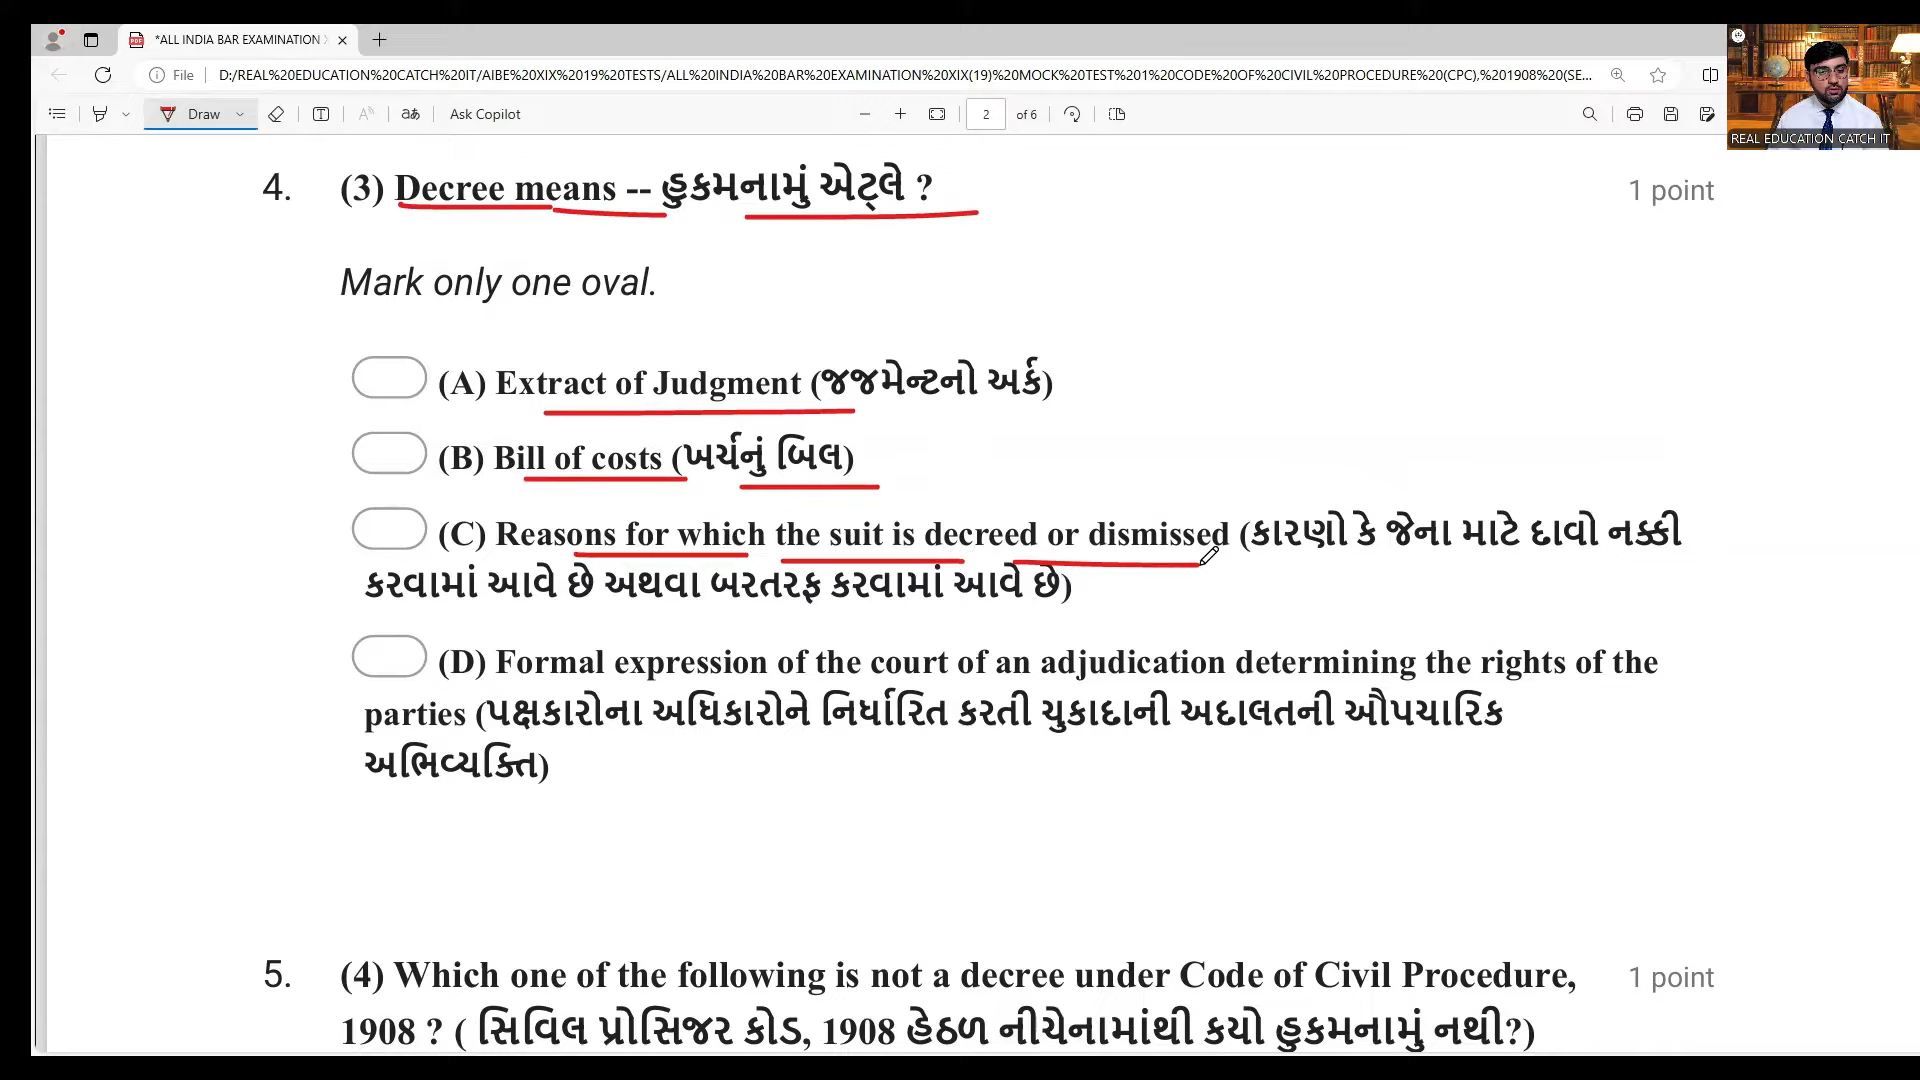 *ALL INDIA BAR EXAMINATION X
File D:/REAL%20EDUCATION%20CATCH%20IT/AIBE%20XIX%2019%20TESTS/ALL%20INDIA%20BAR%20EXAMINATION%20XIX(19)%20MOCK%20TEST%201%20CODE%20OF%20CIVIL%20PROCEDURE%20(CPC),%201908%20(SE...
Draw Ask Copilot 2 of 6
REAL EDUCATION CATCH IT
4. (3) Decree means -- હુકમનામું એટ્લે ? 1 point
Mark only one oval.
(A) Extract of Judgment (જજમેન્ટનો અર્ક)
(B) Bill of costs (ખર્ચનું બિલ)
(C) Reasons for which the suit is decreed or dismissed (કારણો કે જેના માટે દાવો નક્કી
કરવામાં આવે છે અથવા બરતરફ કરવામાં આવે છે)
(D) Formal expression of the court of an adjudication determining the rights of the
parties (પક્ષકારોના અધિકારોને નિર્ધારિત કરતી ચુકાદાની અદાલતની ઔપચારિક
અભિવ્યક્તિ)
5. (4) Which one of the following is not a decree under Code of Civil Procedure, 1 point
1908 ? ( સિવિલ પ્રોસિજર કોડ, 1908 હેઠળ નીચેનામાંથી કયો હુકમનામું નથી?)